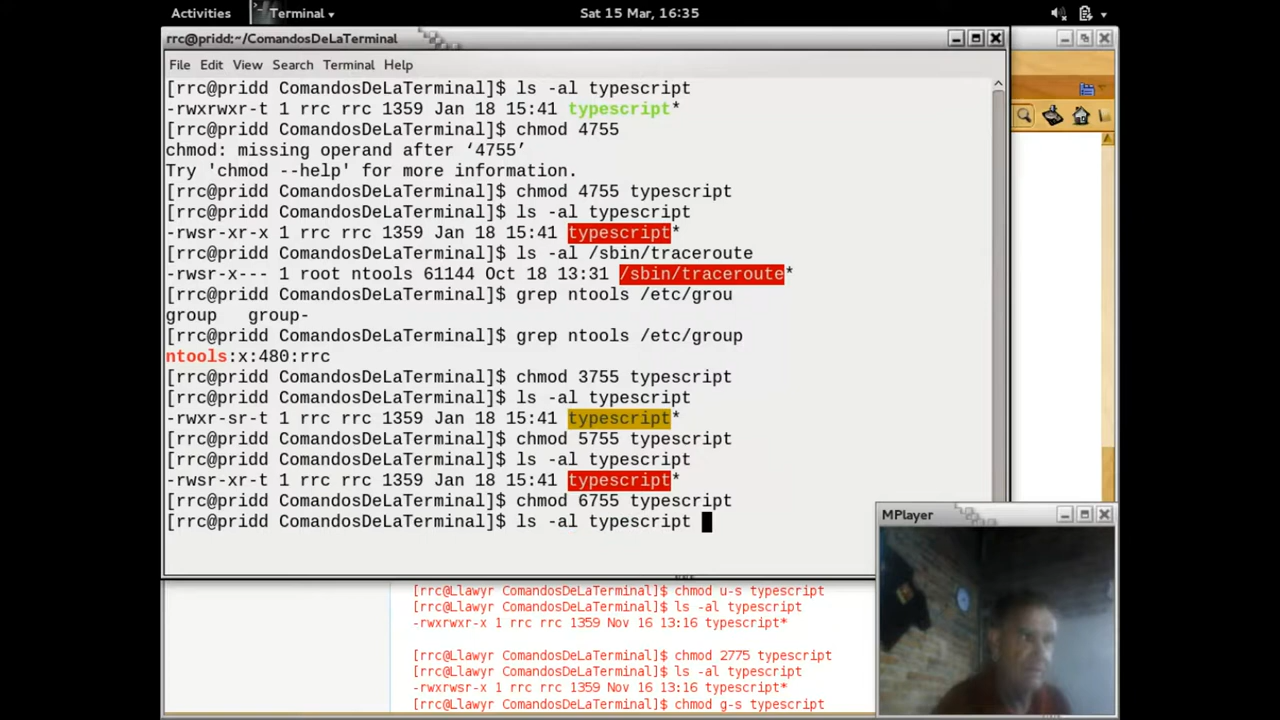 Activities Terminal Sat 15 Mar, 16:35
rrc@pridd:~/ComandosDeLaTerminal
File Edit View Search Terminal Help
[rrc@pridd ComandosDeLaTerminal]$ ls -al typescript
-rwxrwxr-t 1 rrc rrc 1359 Jan 18 15:41 typescript*
[rrc@pridd ComandosDeLaTerminal]$ chmod 4755
chmod: missing operand after ‘4755’
Try 'chmod --help' for more information.
[rrc@pridd ComandosDeLaTerminal]$ chmod 4755 typescript
[rrc@pridd ComandosDeLaTerminal]$ ls -al typescript
-rwsr-xr-x 1 rrc rrc 1359 Jan 18 15:41 typescript*
[rrc@pridd ComandosDeLaTerminal]$ ls -al /sbin/traceroute
-rwsr-x--- 1 root ntools 61144 Oct 18 13:31 /sbin/traceroute*
[rrc@pridd ComandosDeLaTerminal]$ grep ntools /etc/grou
group group-
[rrc@pridd ComandosDeLaTerminal]$ grep ntools /etc/group
ntools:x:480:rrc
[rrc@pridd ComandosDeLaTerminal]$ chmod 3755 typescript
[rrc@pridd ComandosDeLaTerminal]$ ls -al typescript
-rwxr-sr-t 1 rrc rrc 1359 Jan 18 15:41 typescript*
[rrc@pridd ComandosDeLaTerminal]$ chmod 5755 typescript
[rrc@pridd ComandosDeLaTerminal]$ ls -al typescript
-rwsr-xr-t 1 rrc rrc 1359 Jan 18 15:41 typescript*
[rrc@pridd ComandosDeLaTerminal]$ chmod 6755 typescript
[rrc@pridd ComandosDeLaTerminal]$ ls -al typescript
MPlayer
[rrc@Llawyr ComandosDeLaTerminal]$ chmod u-s typescript
[rrc@Llawyr ComandosDeLaTerminal]$ ls -al typescript
-rwxrwxr-x 1 rrc rrc 1359 Nov 16 13:16 typescript*
[rrc@Llawyr ComandosDeLaTerminal]$ chmod 2775 typescript
[rrc@Llawyr ComandosDeLaTerminal]$ ls -al typescript
-rwxrwsr-x 1 rrc rrc 1359 Nov 16 13:16 typescript*
[rrc@Llawyr ComandosDeLaTerminal]$ chmod g-s typescript